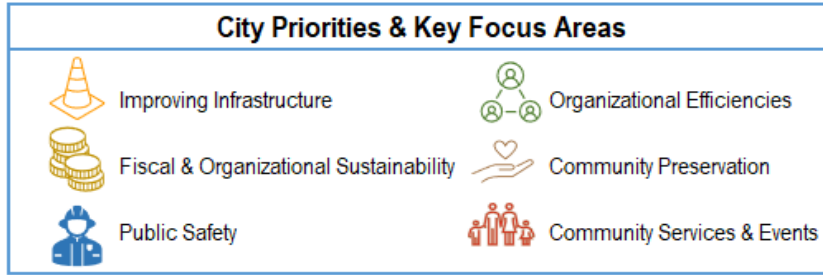 City Priorities & Key Focus Areas
Improving Infrastructure
Organizational Efficiencies
Fiscal & Organizational Sustainability
Community Preservation
Public Safety
Community Services & Events